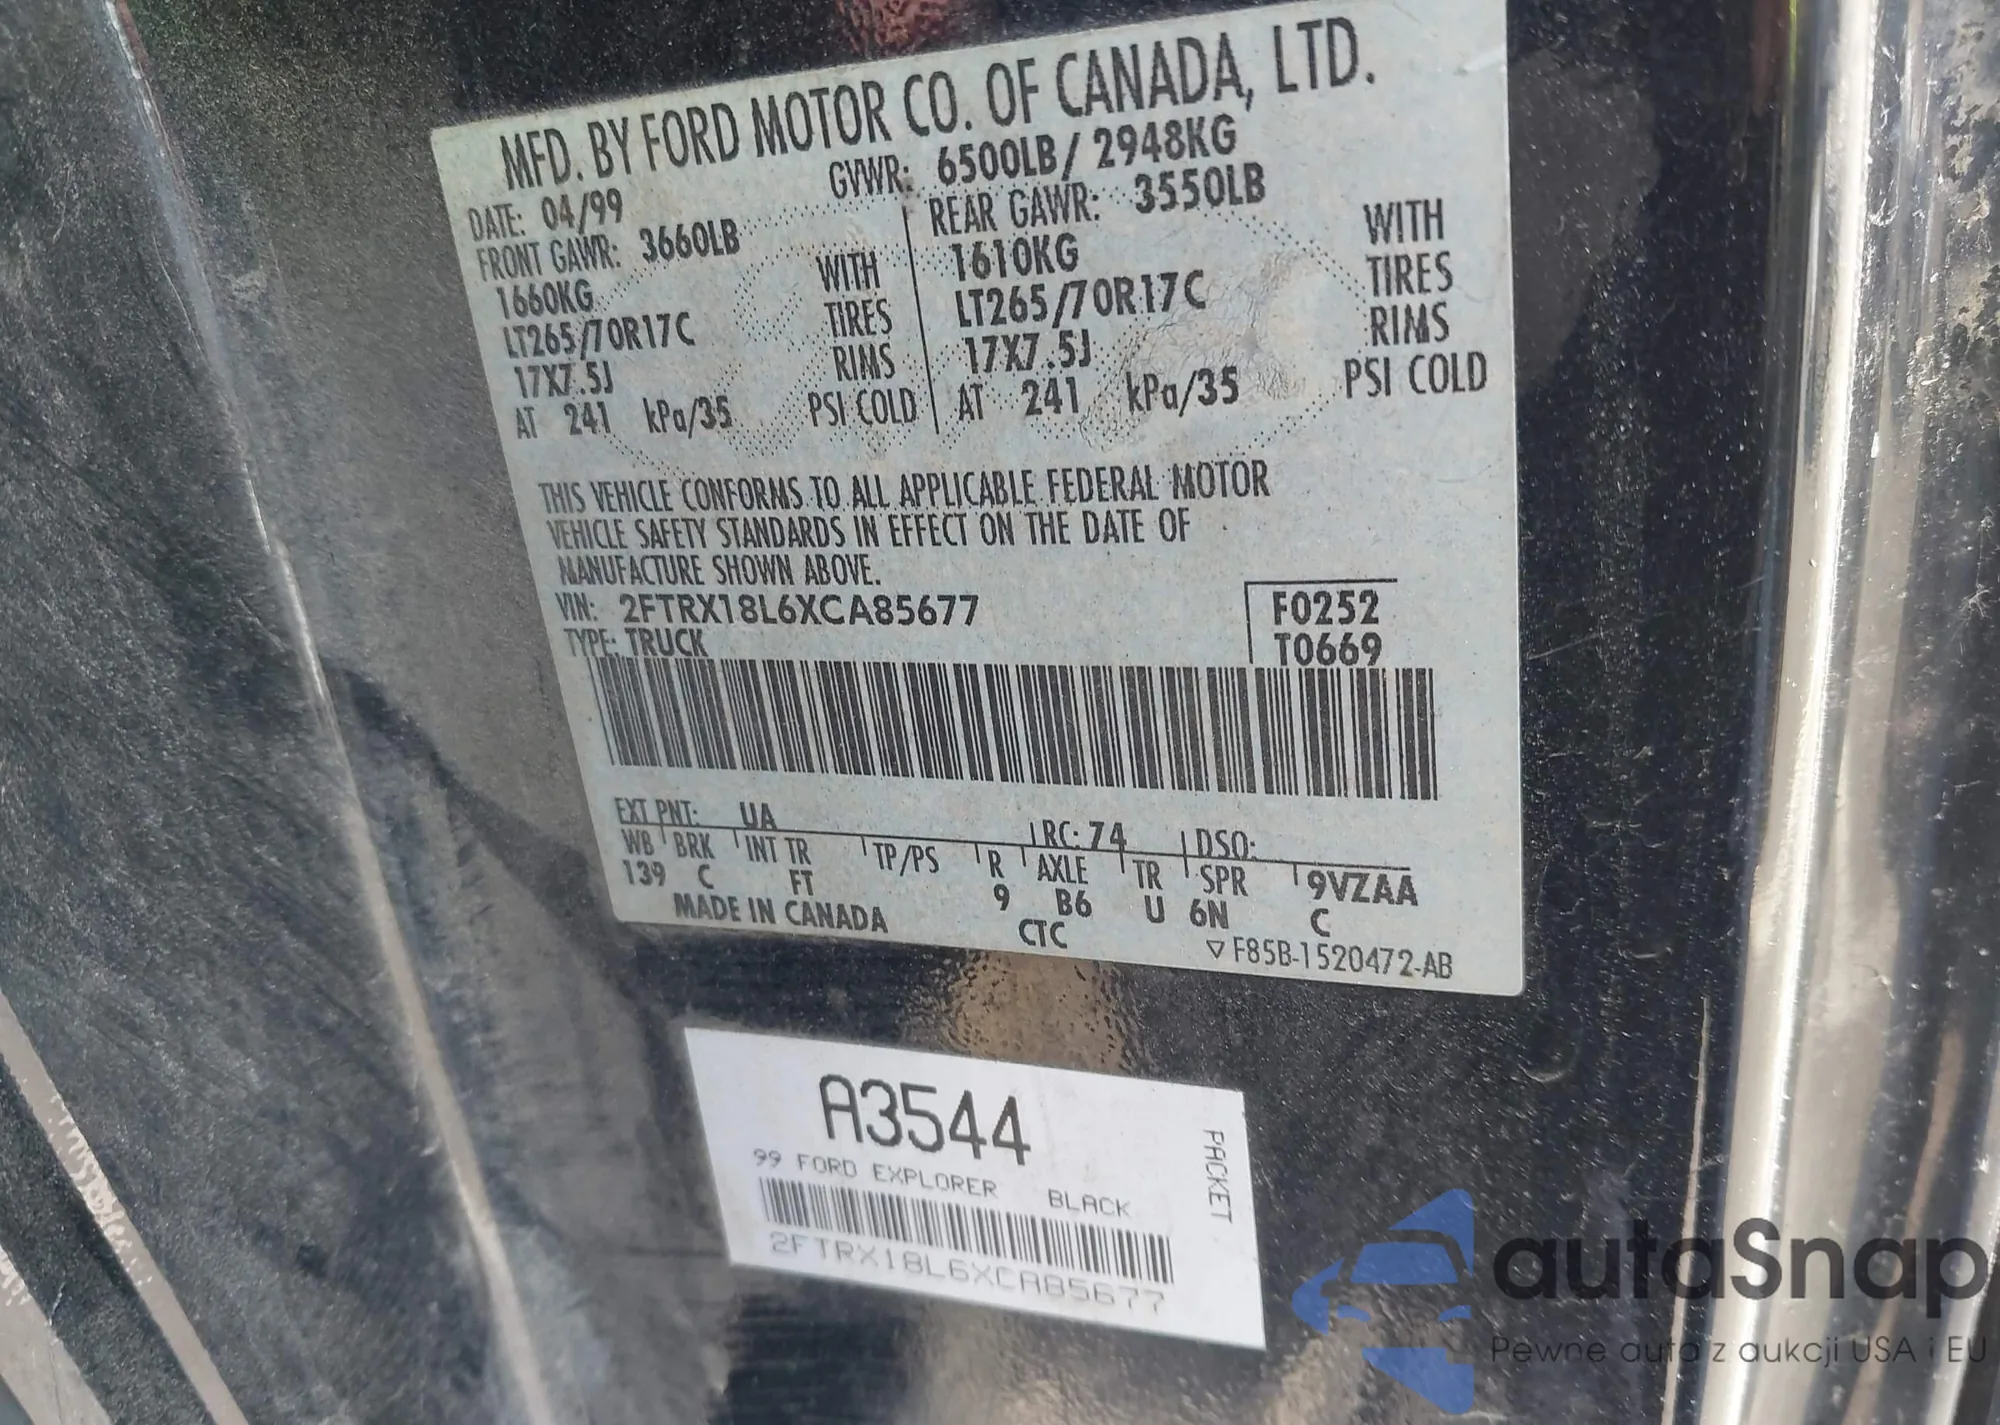 MFD. BY FORD MOTOR CO. OF CANADA, LTD.
DATE: 04/99 GVWR: 6500LB/ 2948KG
FRONT GAWR: 3660LB REAR GAWR: 3550LB
1660KG WITH 1610KG WITH
LT265/70R17C TIRES LT265/70R17C TIRES
17X7.5J RIMS 17X7.5J RIMS
AT 241 kPa/35 PSI COLD AT 241 kPa/35 PSI COLD
THIS VEHICLE CONFORMS TO ALL APPLICABLE FEDERAL MOTOR
VEHICLE SAFETY STANDARDS IN EFFECT ON THE DATE OF
MANUFACTURE SHOWN ABOVE.
VIN: 2FTRX18L6XCA85677 F0252
TYPE: TRUCK T0669
EXT PNT: UA RC: 74 DSO:
WB BRK INT TR TP/PS R AXLE TR SPR 9VZAA
139 C FT 9 B6 U 6N C
MADE IN CANADA CTC
▽ F85B-1520472-AB
A3544
99 FORD EXPLORER BLACK
2FTRX18L6XCA85677
PACKET
autaSnap
Pewne auta z aukcji USA i EU